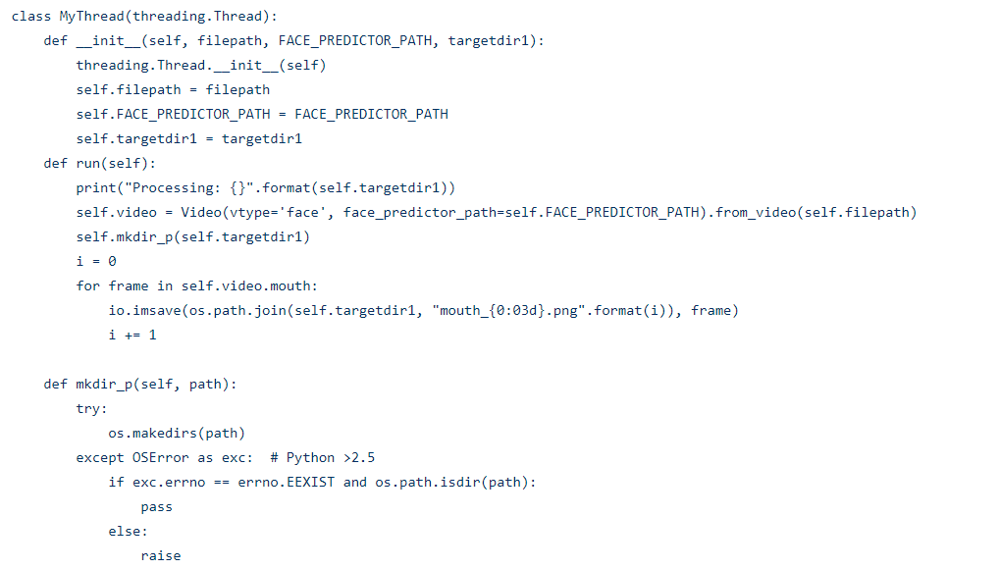 class MyThread(threading.Thread):
    def __init__(self, filepath, FACE_PREDICTOR_PATH, targetdir1):
        threading.Thread.__init__(self)
        self.filepath = filepath
        self.FACE_PREDICTOR_PATH = FACE_PREDICTOR_PATH
        self.targetdir1 = targetdir1
    def run(self):
        print("Processing: {}".format(self.targetdir1))
        self.video = Video(vtype='face', face_predictor_path=self.FACE_PREDICTOR_PATH).from_video(self.filepath)
        self.mkdir_p(self.targetdir1)
        i = 0
        for frame in self.video.mouth:
            io.imsave(os.path.join(self.targetdir1, "mouth_{0:03d}.png".format(i)), frame)
            i += 1

    def mkdir_p(self, path):
        try:
            os.makedirs(path)
        except OSError as exc:  # Python >2.5
            if exc.errno == errno.EEXIST and os.path.isdir(path):
                pass
            else:
                raise